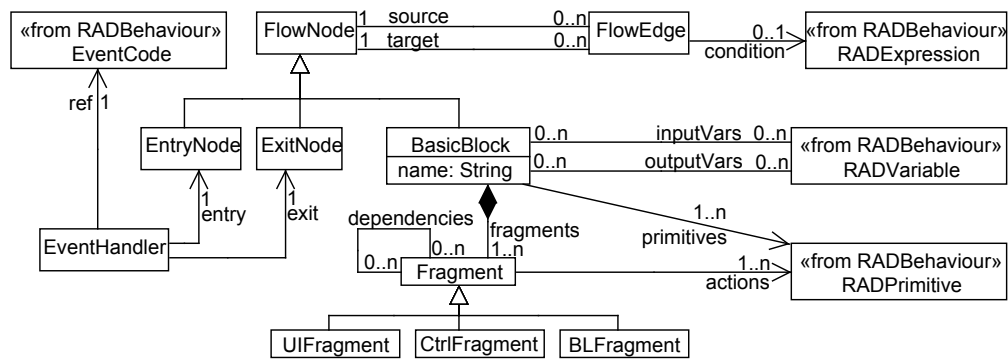 «from RADBehaviour»
EventCode
FlowNode
1 source 0..n
1 target 0..n
FlowEdge
0..1
condition
«from RADBehaviour»
RADExpression
ref 1
EntryNode
ExitNode
BasicBlock
name: String
0..n inputVars 0..n
0..n outputVars 0..n
«from RADBehaviour»
RADVariable
1
entry
1
exit
EventHandler
dependencies
0..n
0..n
fragments
1..n
1..n
primitives
Fragment
1..n
actions
«from RADBehaviour»
RADPrimitive
UIFragment
CtrlFragment
BLFragment